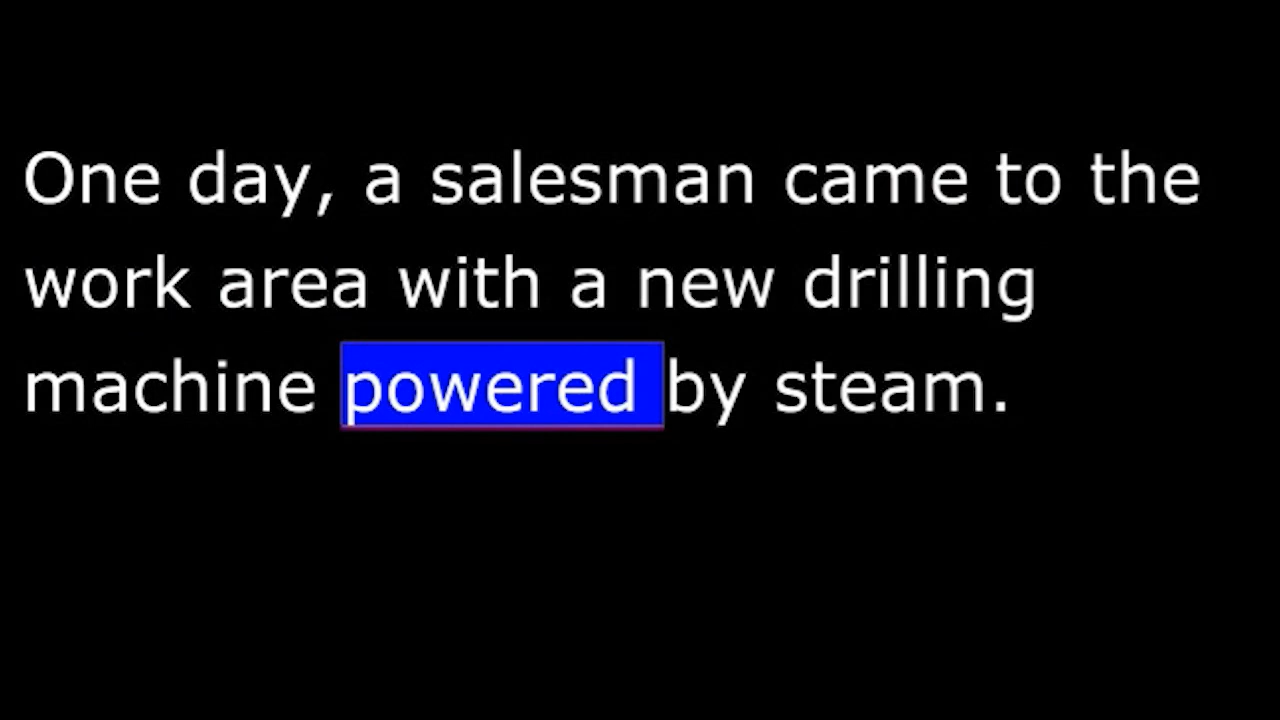 One day, a salesman came to the
work area with a new drilling
machine powered by steam.